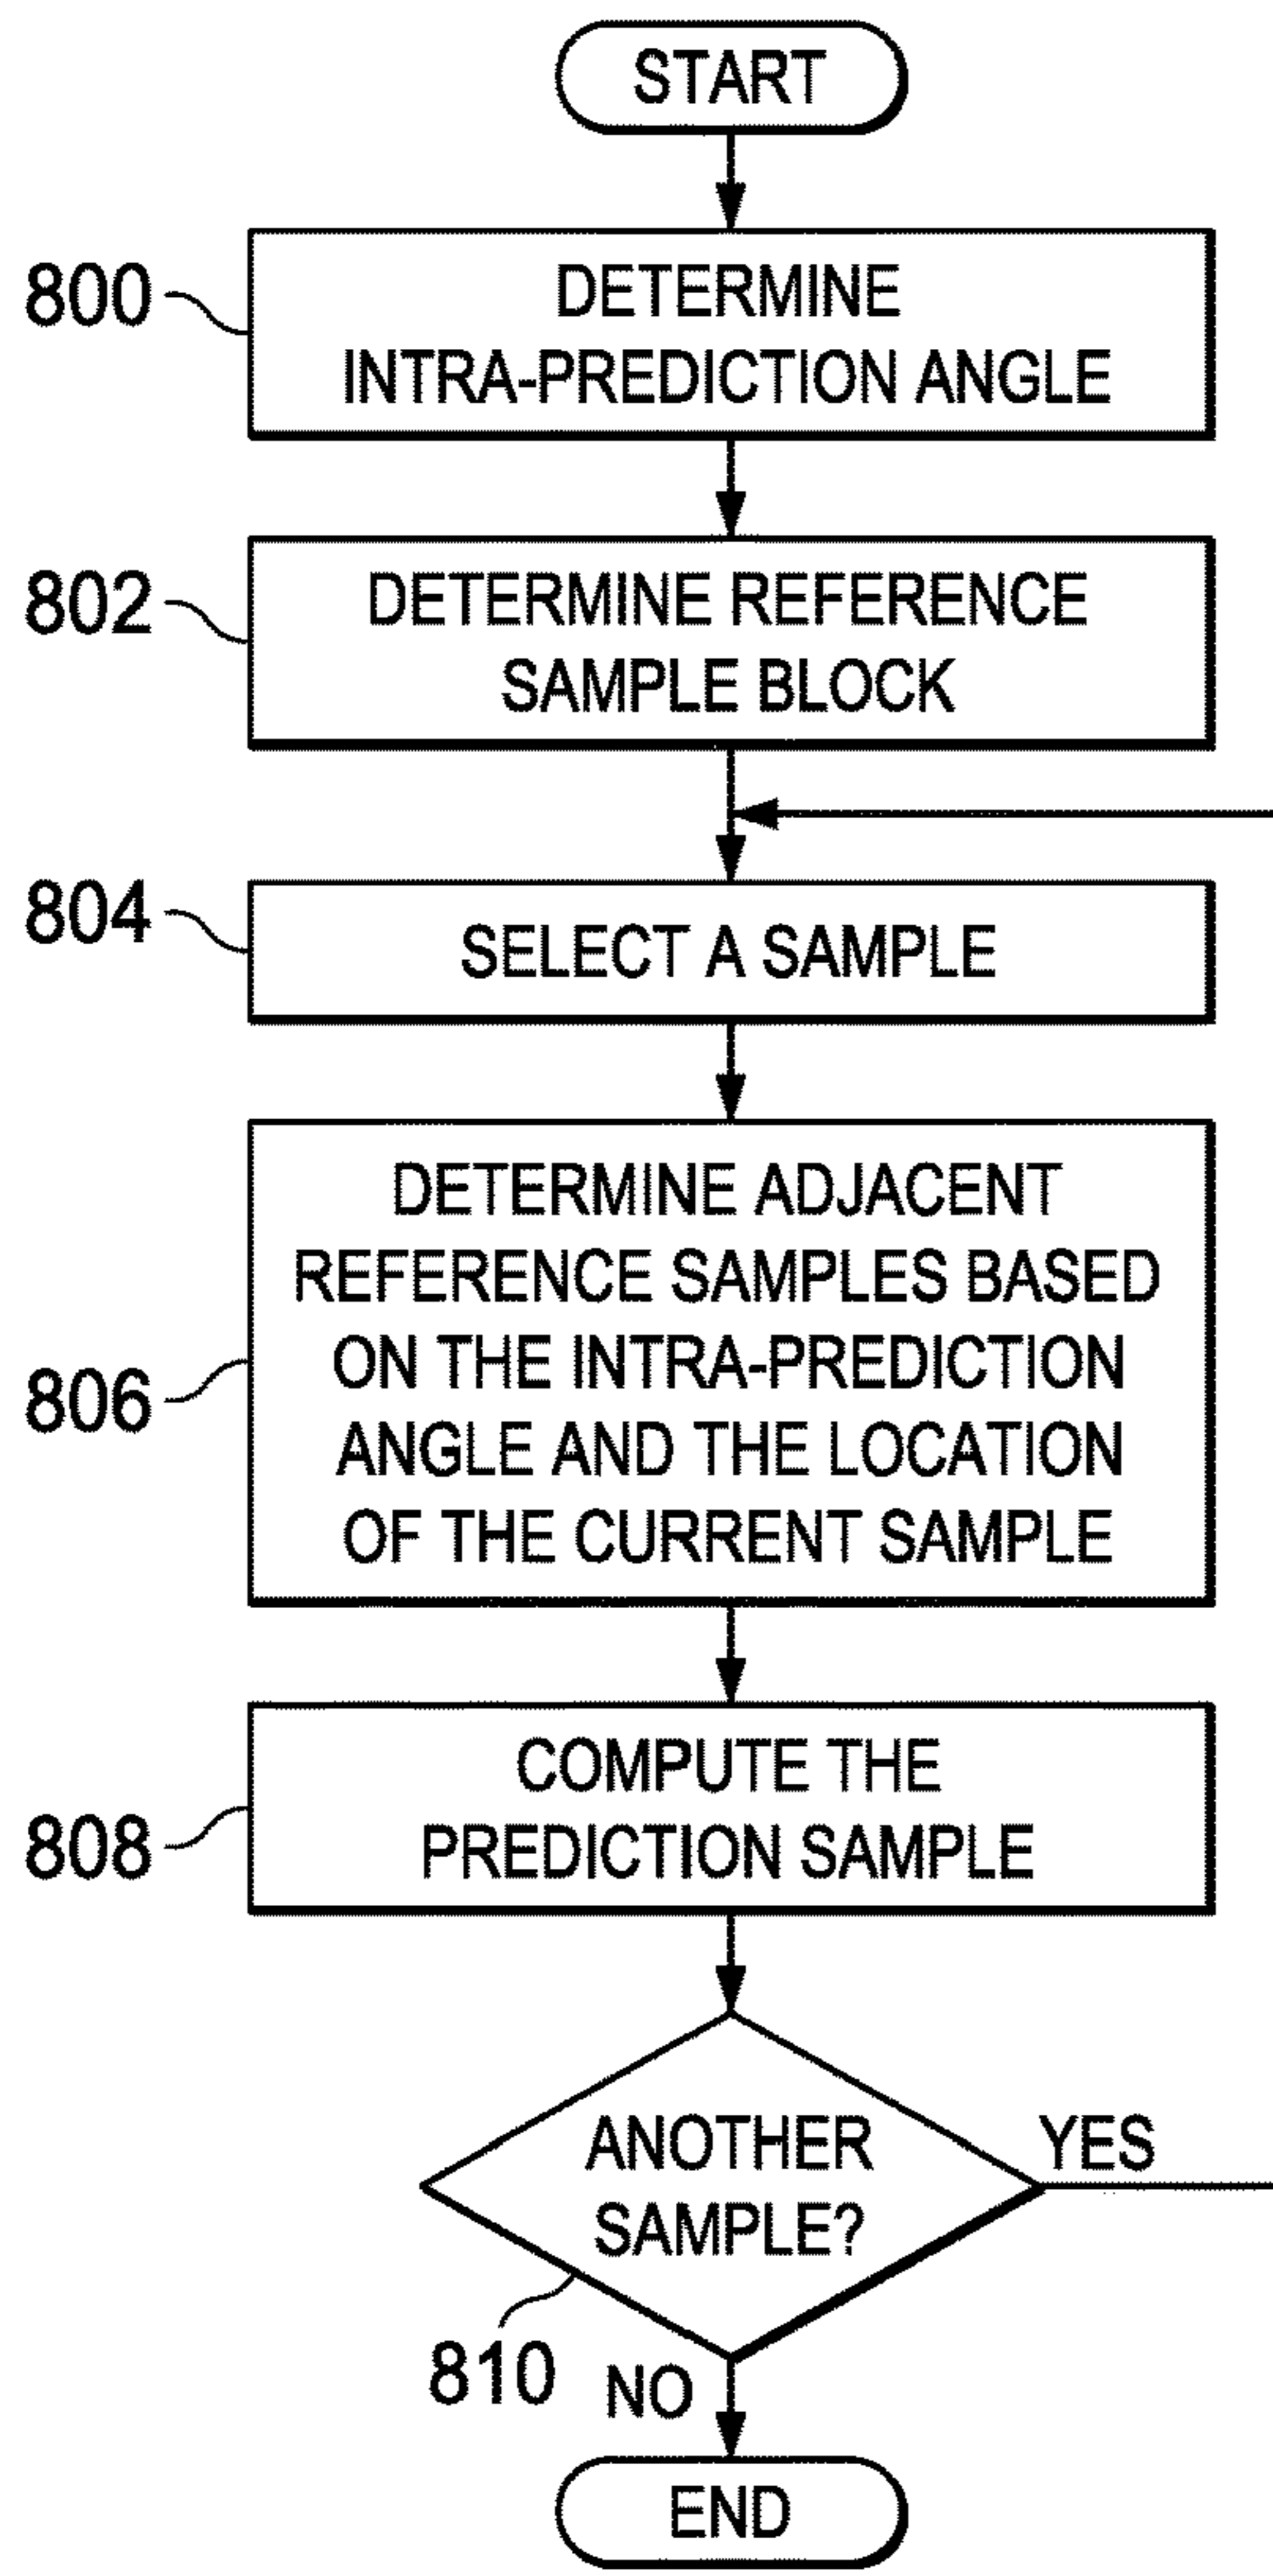 START
800
DETERMINE
INTRA-PREDICTION ANGLE
802
DETERMINE REFERENCE
SAMPLE BLOCK
804
SELECT A SAMPLE
806
DETERMINE ADJACENT
REFERENCE SAMPLES BASED
ON THE INTRA-PREDICTION
ANGLE AND THE LOCATION
OF THE CURRENT SAMPLE
808
COMPUTE THE
PREDICTION SAMPLE
ANOTHER
SAMPLE?
YES
810
NO
END